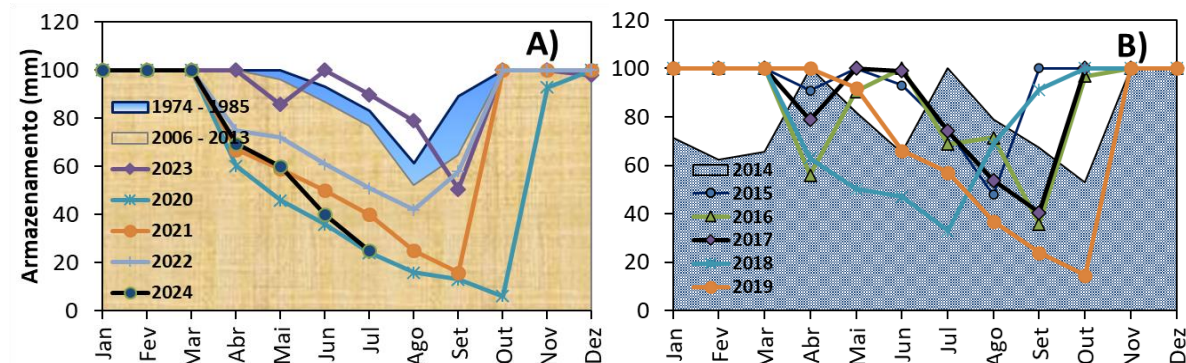 Armazenamento (mm)
120
100
80
60
40
20
0
A)
1974 - 1985
2006 - 2013
2023
2020
2021
2022
2024
Jan
Fev
Mar
Abr
Mai
Jun
Jul
Ago
Set
Out
Nov
Dez
120
100
80
60
40
20
0
B)
2014
2015
2016
2017
2018
2019
Jan
Fev
Mar
Abr
Mai
Jun
Jul
Ago
Set
Out
Nov
Dez